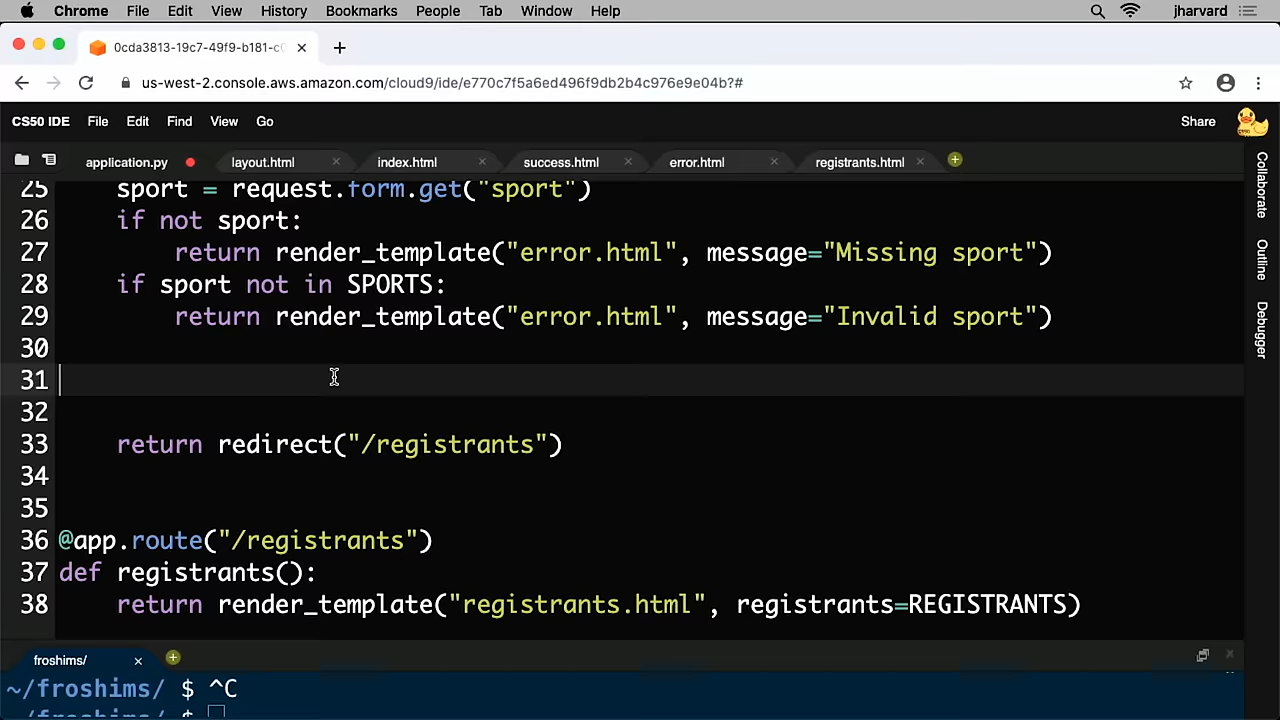 Chrome File Edit View History Bookmarks People Tab Window Help jharvard
0cda3813-19c7-49f9-b181-c
us-west-2.console.aws.amazon.com/cloud9/ide/e770c7f5a6ed496f9db2b4c976e9e04b?#
CS50 IDE File Edit Find View Go Share
application.py layout.html index.html success.html error.html registrants.html
25 sport = request.form.get("sport")
26 if not sport:
27 return render_template("error.html", message="Missing sport")
28 if sport not in SPORTS:
29 return render_template("error.html", message="Invalid sport")
30
31
32
33 return redirect("/registrants")
34
35
36 @app.route("/registrants")
37 def registrants():
38 return render_template("registrants.html", registrants=REGISTRANTS)
Collaborate
Outline
Debugger
froshims/
~/froshims/ $ ^C
~/froshims/ $